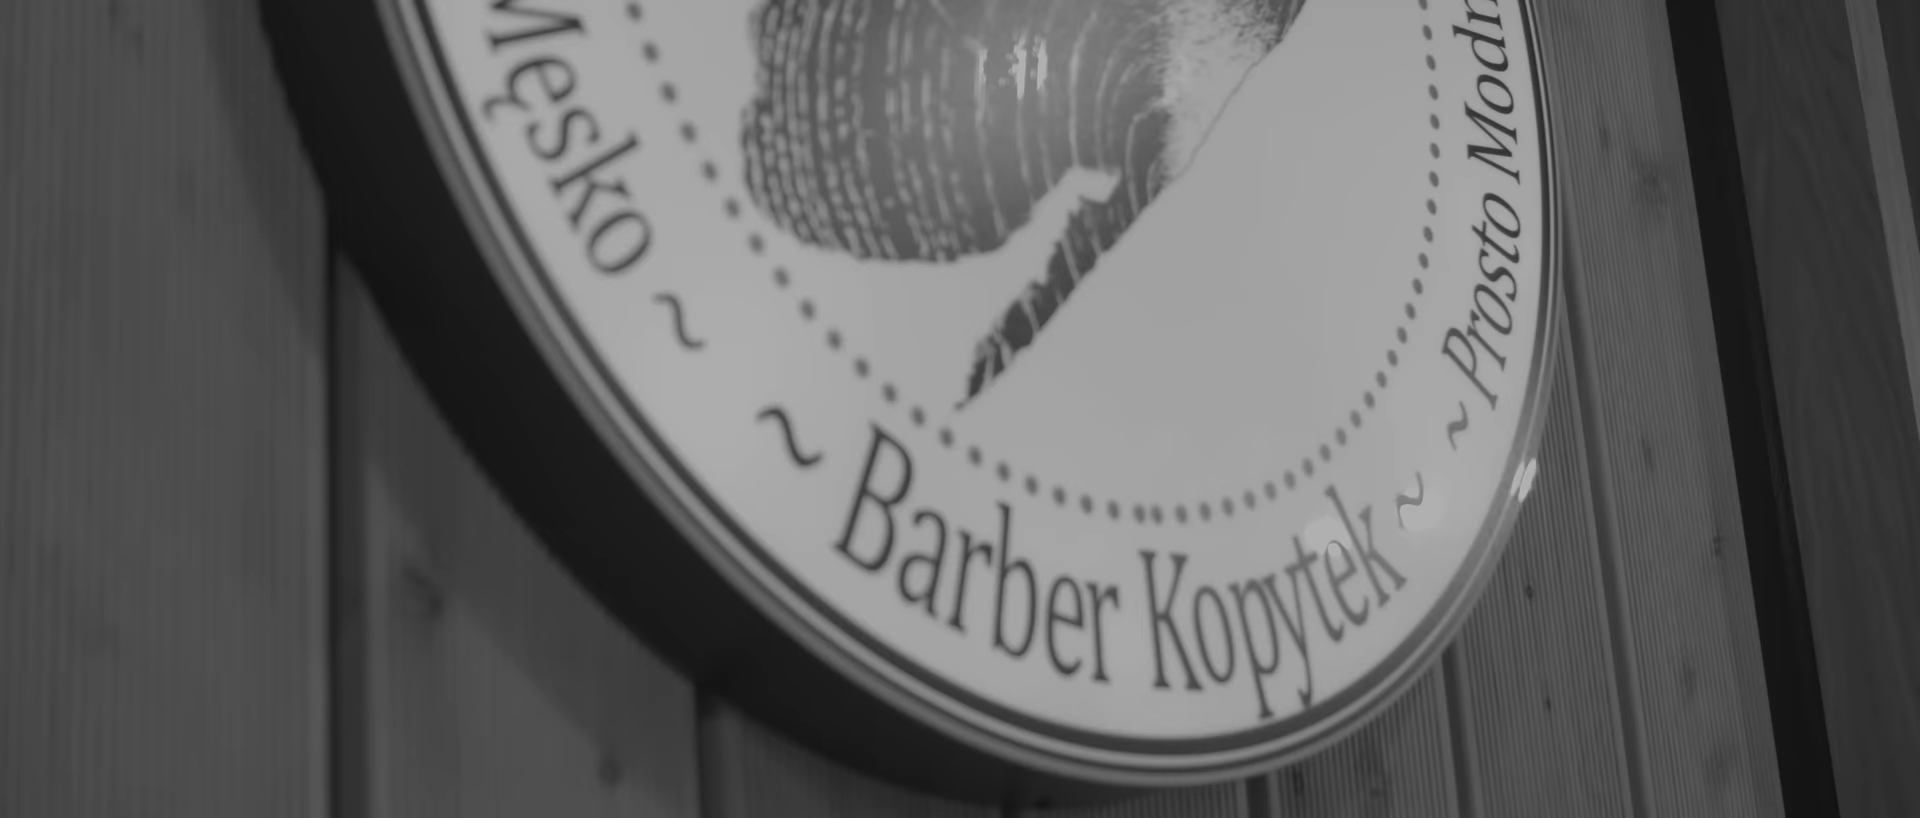 Męsko ~
~ Barber Kopytek ~
~ Prosto